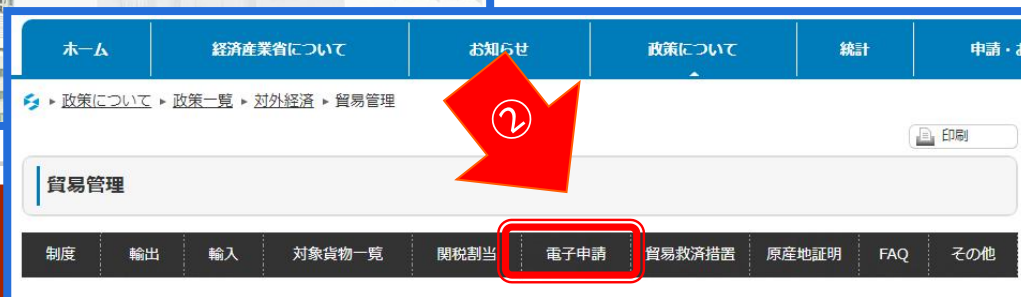 ホーム 経済産業省について お知らせ 政策について 統計 申請・お
▸ 政策について ▸ 政策一覧 ▸ 対外経済 ▸ 貿易管理
②
印刷
貿易管理
制度 輸出 輸入 対象貨物一覧 関税割当 電子申請 貿易救済措置 原産地証明 FAQ その他